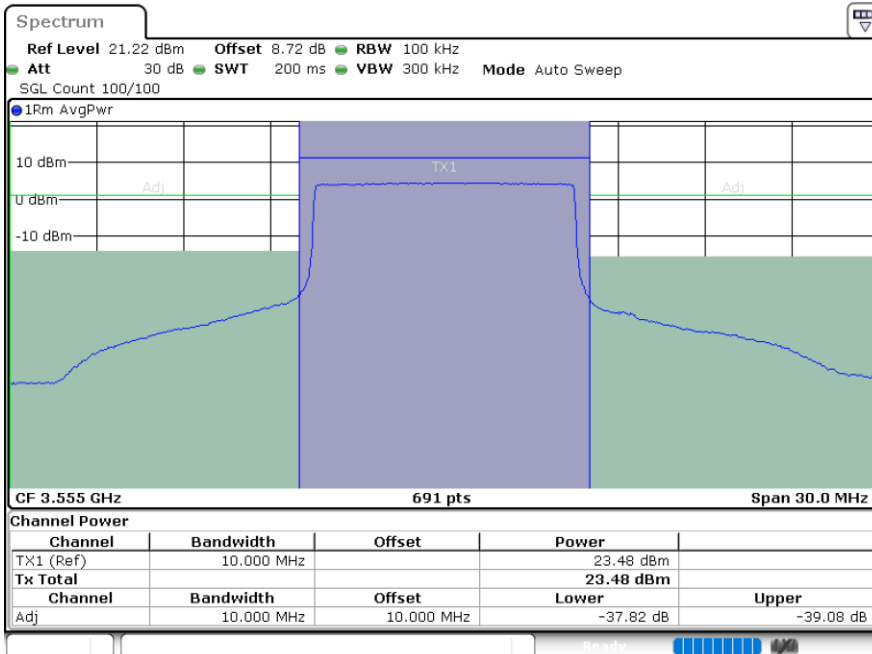 Spectrum
Ref Level 21.22 dBm Offset 8.72 dB RBW 100 kHz
Att 30 dB SWT 200 ms VBW 300 kHz Mode Auto Sweep
SGL Count 100/100
1Rm AvgPwr
10 dBm
TX1
Adj Adj
0 dBm
-10 dBm
CF 3.555 GHz 691 pts Span 30.0 MHz
Channel Power
Channel Bandwidth Offset Power
TX1 (Ref) 10.000 MHz 23.48 dBm
Tx Total 23.48 dBm
Channel Bandwidth Offset Lower Upper
Adj 10.000 MHz 10.000 MHz -37.82 dB -39.08 dB
Ready